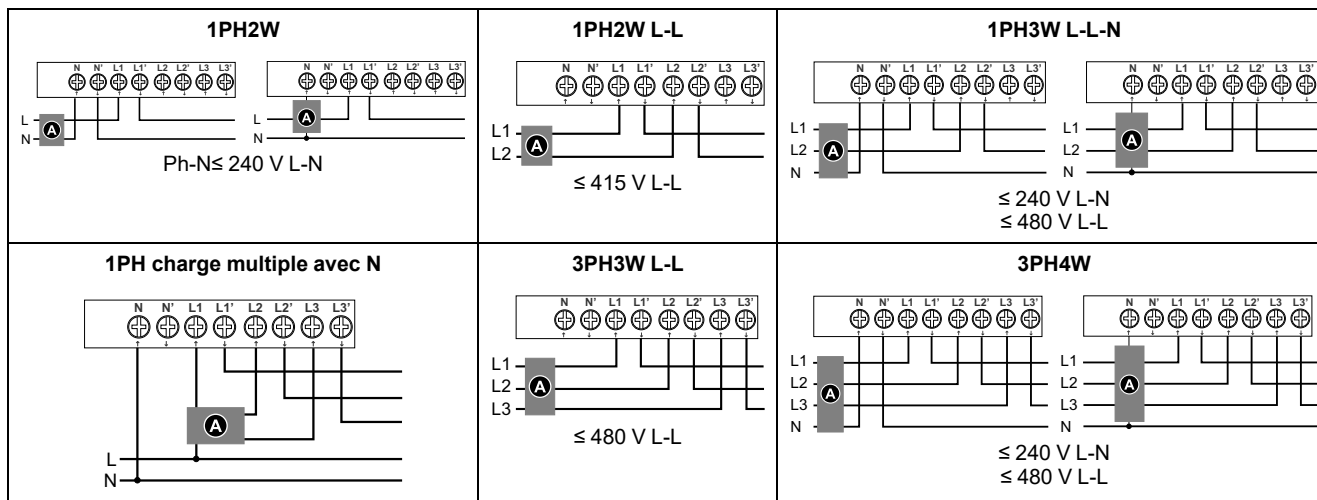 1PH2W
N N' L1 L1' L2 L2' L3 L3'
N N' L1 L1' L2 L2' L3 L3'
L
N
A
L
N
A
Ph-N≤ 240 V L-N
1PH2W L-L
N N' L1 L1' L2 L2' L3 L3'
L1
L2
A
≤ 415 V L-L
1PH3W L-L-N
N N' L1 L1' L2 L2' L3 L3'
N N' L1 L1' L2 L2' L3 L3'
L1
L2
N
A
L1
L2
N
A
≤ 240 V L-N
≤ 480 V L-L
1PH charge multiple avec N
N N' L1 L1' L2 L2' L3 L3'
A
L
N
3PH3W L-L
N N' L1 L1' L2 L2' L3 L3'
L1
L2
L3
A
≤ 480 V L-L
3PH4W
N N' L1 L1' L2 L2' L3 L3'
N N' L1 L1' L2 L2' L3 L3'
L1
L2
L3
N
A
L1
L2
L3
N
A
≤ 240 V L-N
≤ 480 V L-L